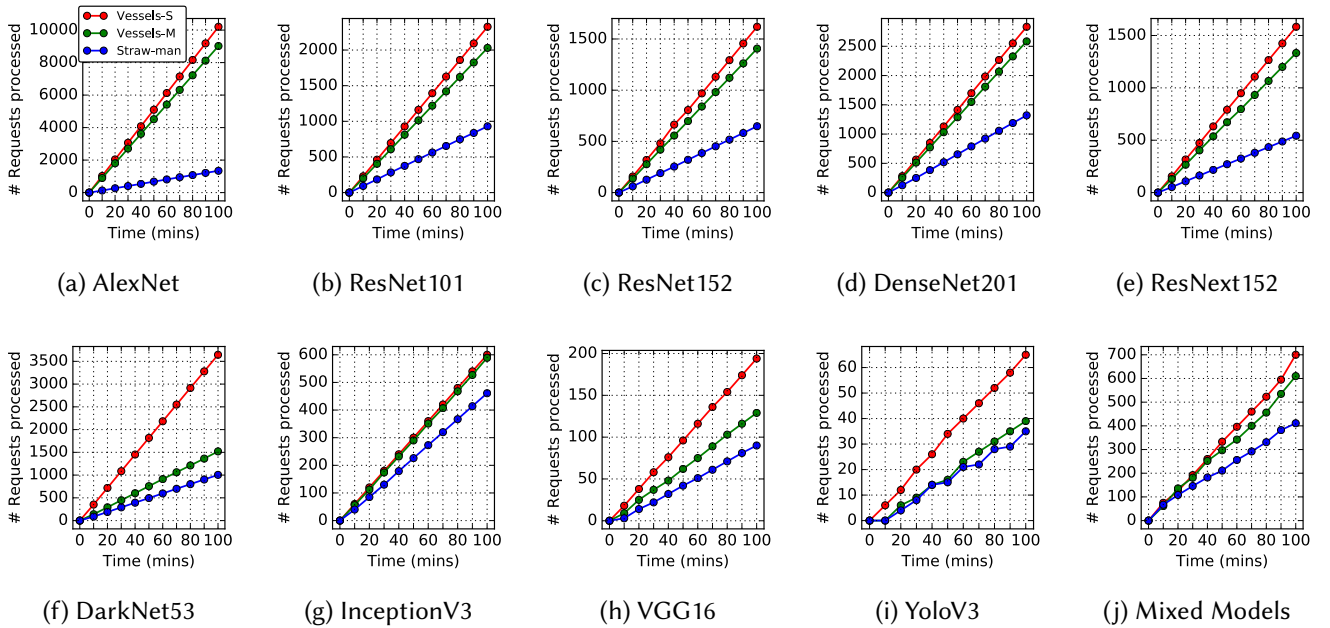 Vessels-S
Vessels-M
Straw-man
# Requests processed
10000
8000
6000
4000
2000
0
0 20 40 60 80 100
Time (mins)
(a) AlexNet
# Requests processed
2000
1500
1000
500
0
0 20 40 60 80 100
Time (mins)
(b) ResNet101
# Requests processed
1500
1000
500
0
0 20 40 60 80 100
Time (mins)
(c) ResNet152
# Requests processed
2500
2000
1500
1000
500
0
0 20 40 60 80 100
Time (mins)
(d) DenseNet201
# Requests processed
1500
1000
500
0
0 20 40 60 80 100
Time (mins)
(e) ResNext152
# Requests processed
3500
3000
2500
2000
1500
1000
500
0
0 20 40 60 80 100
Time (mins)
(f) DarkNet53
# Requests processed
600
500
400
300
200
100
0
0 20 40 60 80 100
Time (mins)
(g) InceptionV3
# Requests processed
200
150
100
50
0
0 20 40 60 80 100
Time (mins)
(h) VGG16
# Requests processed
60
50
40
30
20
10
0
0 20 40 60 80 100
Time (mins)
(i) YoloV3
# Requests processed
700
600
500
400
300
200
100
0
0 20 40 60 80 100
Time (mins)
(j) Mixed Models